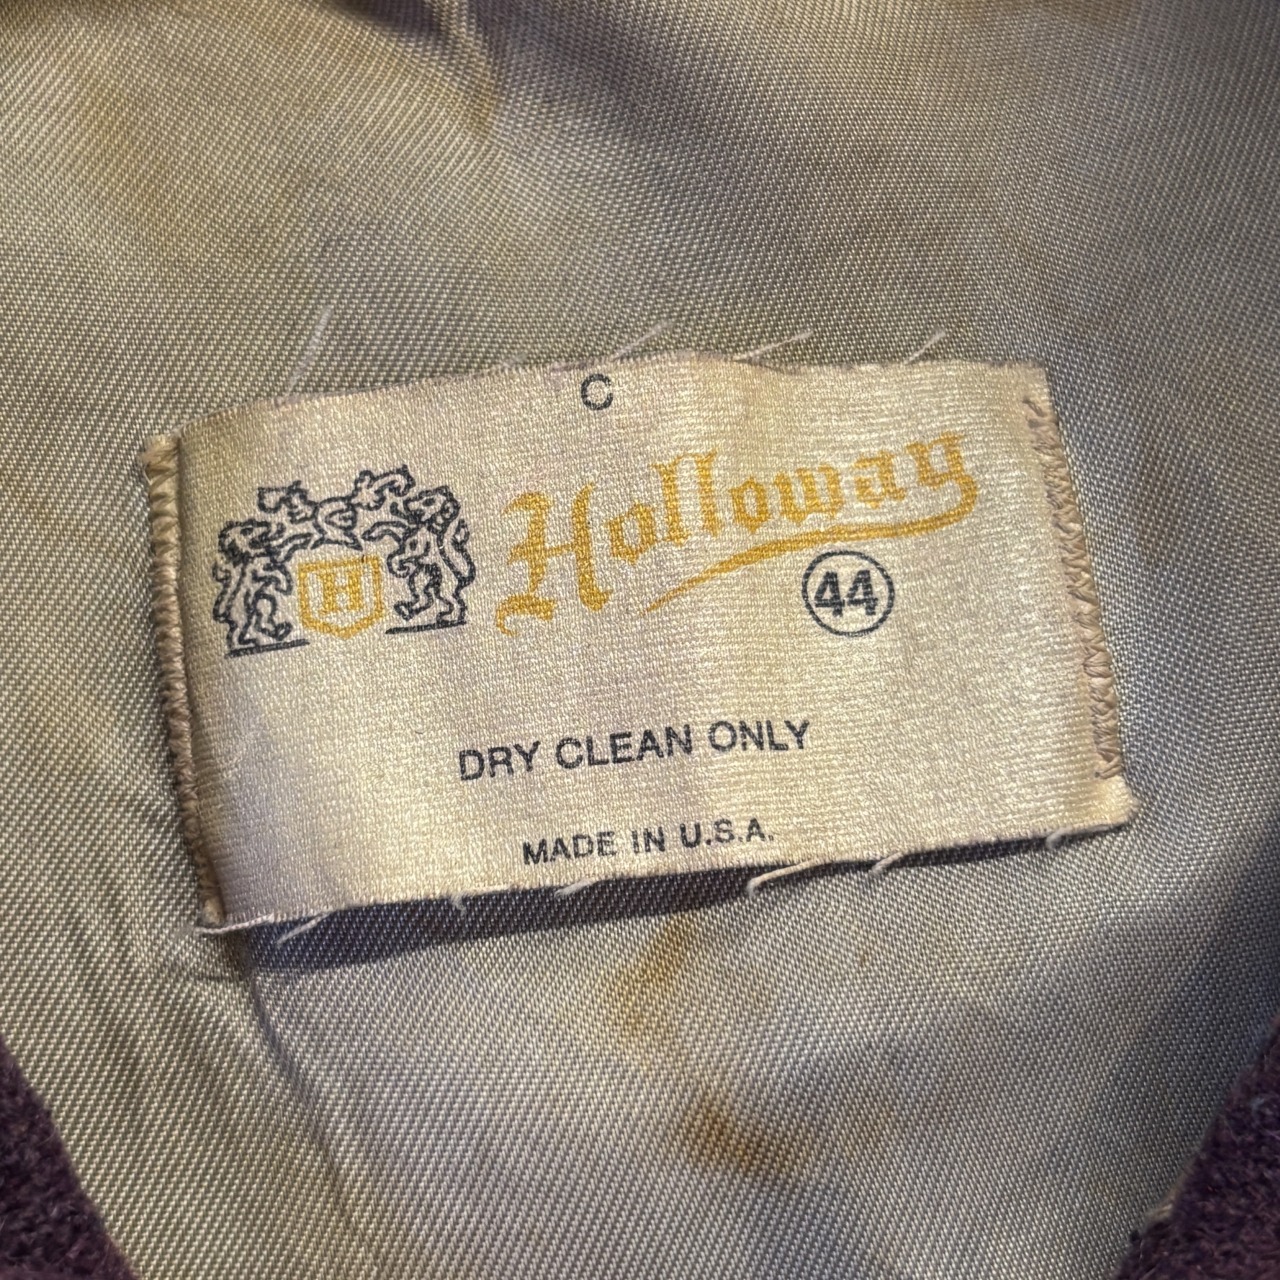 C
H
Holloway
44
DRY CLEAN ONLY
MADE IN U.S.A.